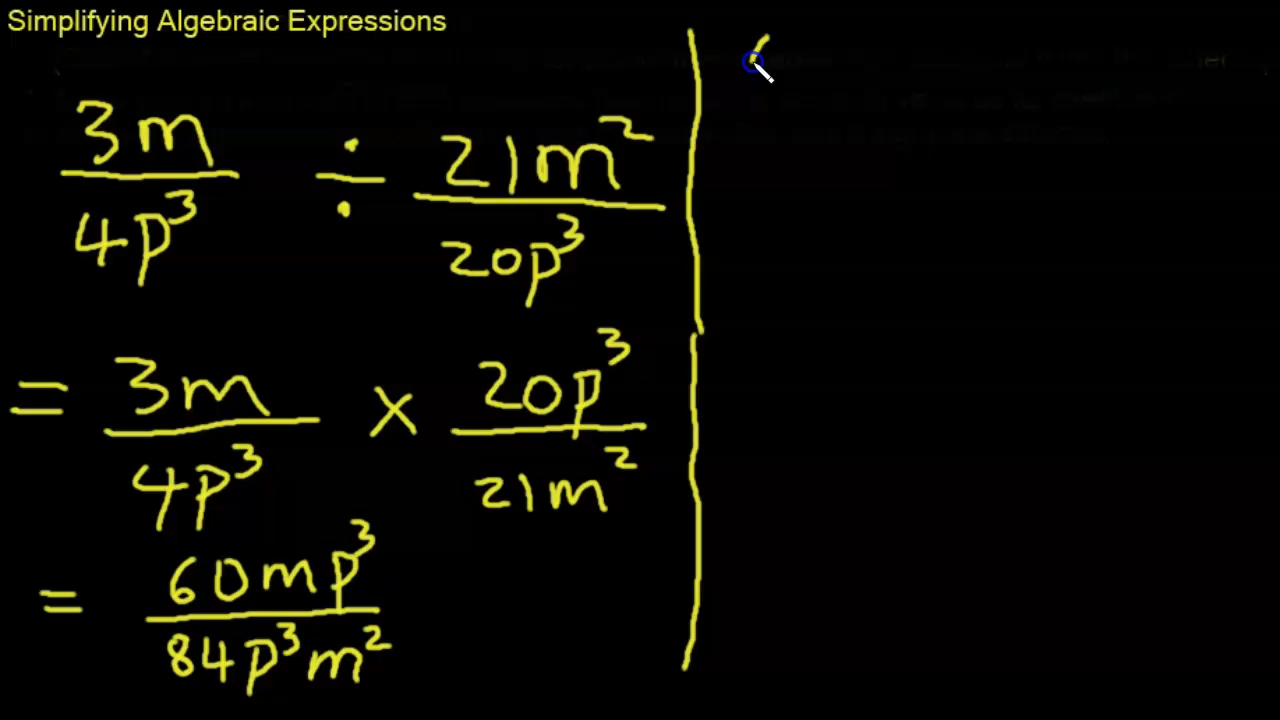 Simplifying Algebraic Expressions
3m/4p³ ÷ 21m²/20p³
= 3m/4p³ × 20p³/21m²
= 60mp³/84p³m²